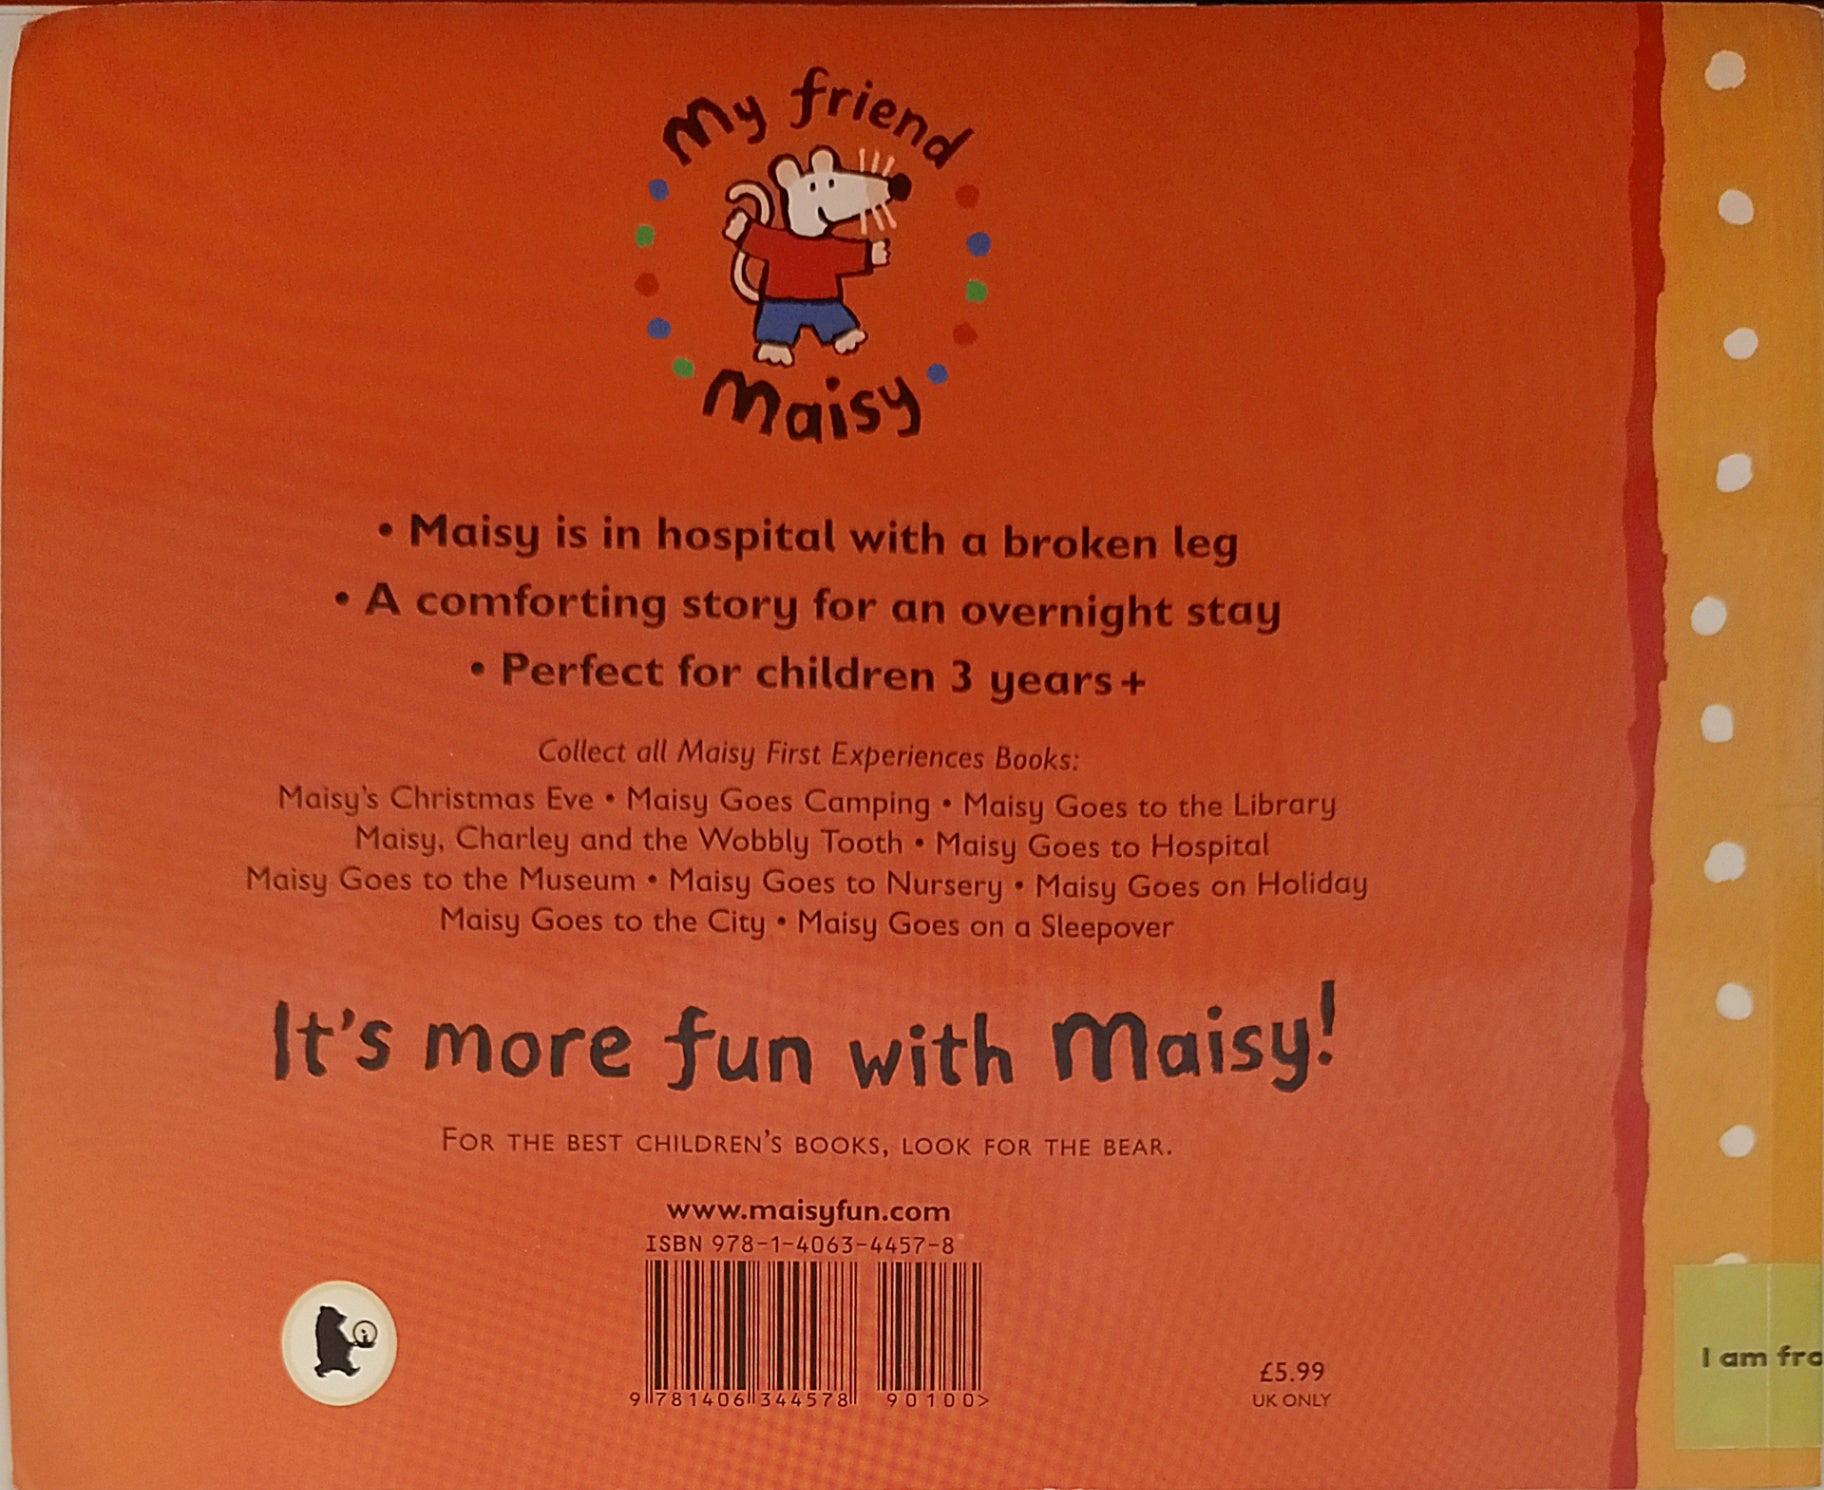 My friend
Maisy
• Maisy is in hospital with a broken leg
• A comforting story for an overnight stay
• Perfect for children 3 years+
Collect all Maisy First Experiences Books:
Maisy's Christmas Eve • Maisy Goes Camping • Maisy Goes to the Library
Maisy, Charley and the Wobbly Tooth • Maisy Goes to Hospital
Maisy Goes to the Museum • Maisy Goes to Nursery • Maisy Goes on Holiday
Maisy Goes to the City • Maisy Goes on a Sleepover
It's more fun with Maisy!
FOR THE BEST CHILDREN'S BOOKS, LOOK FOR THE BEAR.
www.maisyfun.com
ISBN 978-1-4063-4457-8
9 781406 344578 90100>
£5.99
UK ONLY
I am